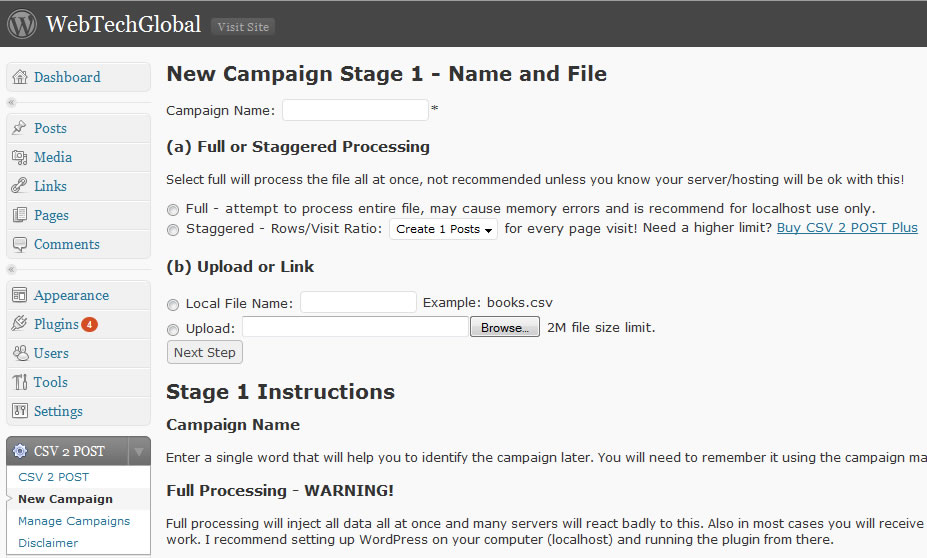 WebTechGlobal Visit Site
Dashboard
Posts
Media
Links
Pages
Comments
Appearance
Plugins 4
Users
Tools
Settings
CSV 2 POST
CSV 2 POST
New Campaign
Manage Campaigns
Disclaimer
New Campaign Stage 1 - Name and File
Campaign Name: *
(a) Full or Staggered Processing
Select full will process the file all at once, not recommended unless you know your server/hosting will be ok with this!
Full - attempt to process entire file, may cause memory errors and is recommend for localhost use only.
Staggered - Rows/Visit Ratio: Create 1 Posts for every page visit! Need a higher limit? Buy CSV 2 POST Plus
(b) Upload or Link
Local File Name: Example: books.csv
Upload: Browse... 2M file size limit.
Next Step
Stage 1 Instructions
Campaign Name
Enter a single word that will help you to identify the campaign later. You will need to remember it using the campaign ma
Full Processing - WARNING!
Full processing will inject all data all at once and many servers will react badly to this. Also in most cases you will receive
work. I recommend setting up WordPress on your computer (localhost) and running the plugin from there.